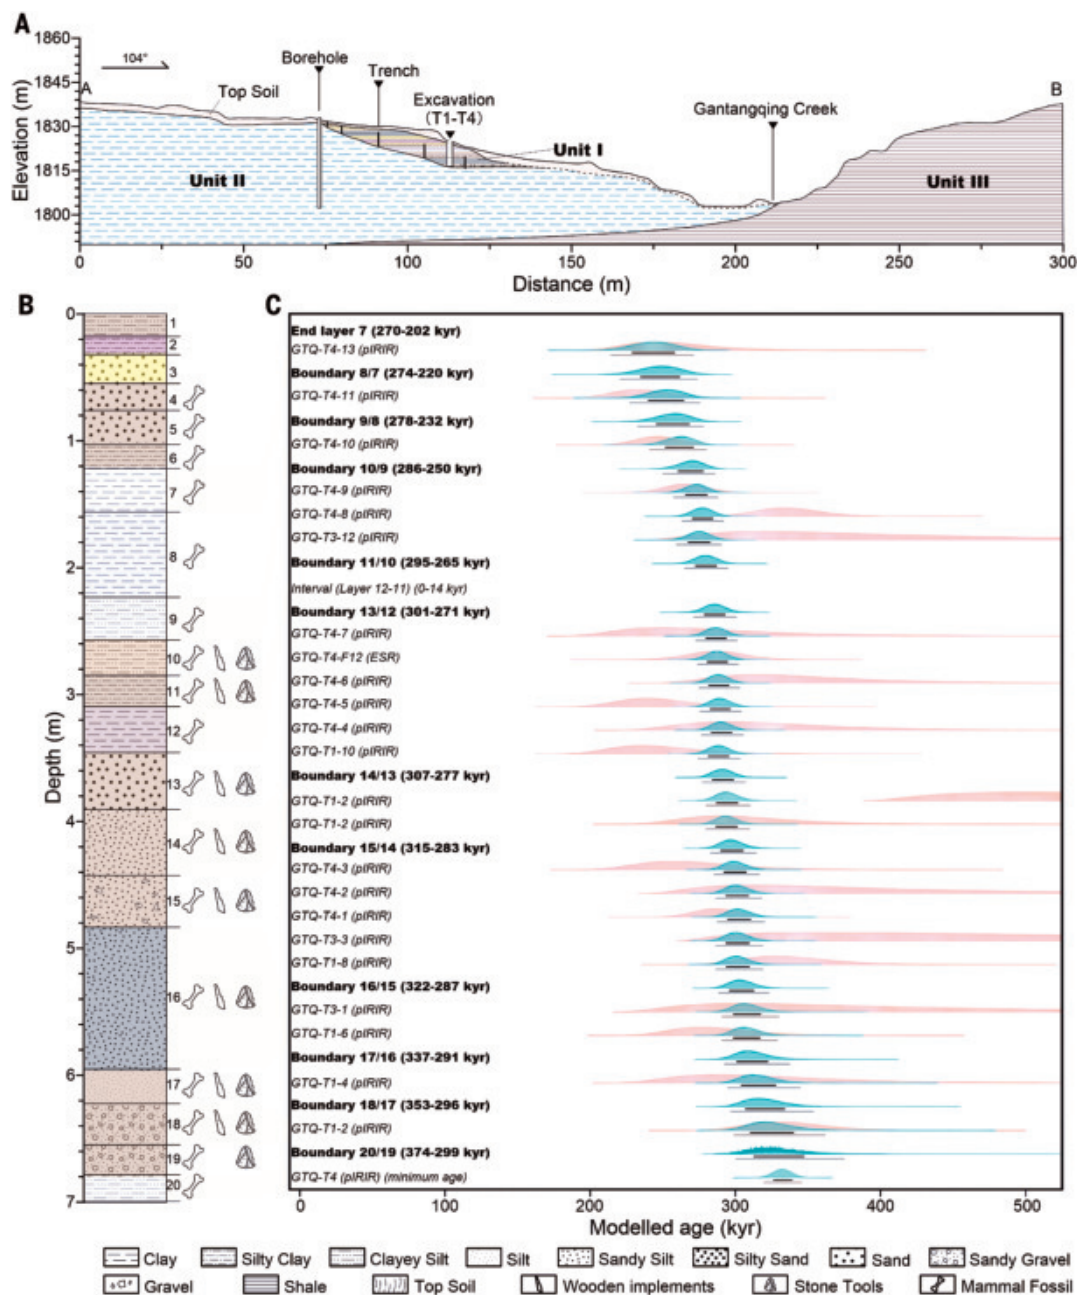 A
1860
1845
1830
1815
1800
Elevation (m)
104°
A
Top Soil
Borehole
Trench
Excavation
(T1-T4)
Unit I
Gantangqing Creek
B
Unit II
Unit III
0 50 100 150 200 250 300
Distance (m)
B
0
1
2
3
4
5
6
7
Depth (m)
1
2
3
4
5
6
7
8
9
10
11
12
13
14
15
16
17
18
19
20
C
End layer 7 (270-202 kyr)
GTQ-T4-13 (pIRIR)
Boundary 8/7 (274-220 kyr)
GTQ-T4-11 (pIRIR)
Boundary 9/8 (278-232 kyr)
GTQ-T4-10 (pIRIR)
Boundary 10/9 (286-250 kyr)
GTQ-T4-9 (pIRIR)
GTQ-T4-8 (pIRIR)
GTQ-T3-12 (pIRIR)
Boundary 11/10 (295-265 kyr)
Interval (Layer 12-11) (0-14 kyr)
Boundary 13/12 (301-271 kyr)
GTQ-T4-7 (pIRIR)
GTQ-T4-F12 (ESR)
GTQ-T4-6 (pIRIR)
GTQ-T4-5 (pIRIR)
GTQ-T4-4 (pIRIR)
GTQ-T1-10 (pIRIR)
Boundary 14/13 (307-277 kyr)
GTQ-T1-2 (pIRIR)
GTQ-T1-2 (pIRIR)
Boundary 15/14 (315-283 kyr)
GTQ-T4-3 (pIRIR)
GTQ-T4-2 (pIRIR)
GTQ-T4-1 (pIRIR)
GTQ-T3-3 (pIRIR)
GTQ-T1-8 (pIRIR)
Boundary 16/15 (322-287 kyr)
GTQ-T3-1 (pIRIR)
GTQ-T1-6 (pIRIR)
Boundary 17/16 (337-291 kyr)
GTQ-T1-4 (pIRIR)
Boundary 18/17 (353-296 kyr)
GTQ-T1-2 (pIRIR)
Boundary 20/19 (374-299 kyr)
GTQ-T4 (pIRIR) (minimum age)
0 100 200 300 400 500
Modelled age (kyr)
Clay Silty Clay Clayey Silt Silt Sandy Silt Silty Sand Sand Sandy Gravel
Gravel Shale Top Soil Wooden implements Stone Tools Mammal Fossil